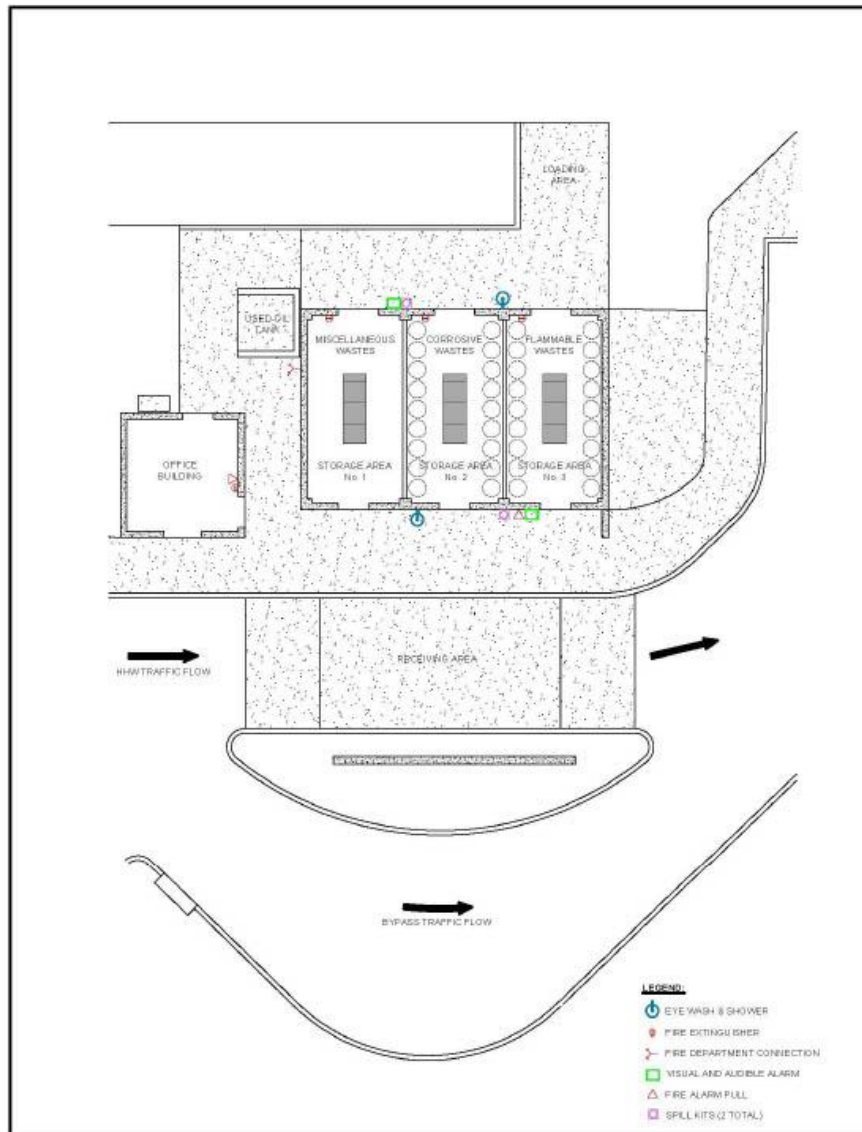 LOADING
AREA
USED OIL
TANK
MISCELLANEOUS
WASTES
CORROSIVE
WASTES
FLAMMABLE
WASTES
OFFICE
BUILDING
STORAGE AREA
No. 1
STORAGE AREA
No. 2
STORAGE AREA
No. 3
RECEIVING AREA
HHW TRAFFIC FLOW
BYPASS TRAFFIC FLOW
LEGEND:
EYE WASH & SHOWER
FIRE EXTINGUISHER
FIRE DEPARTMENT CONNECTION
VISUAL AND AUDIBLE ALARM
FIRE ALARM PULL
SPILL KITS (2 TOTAL)